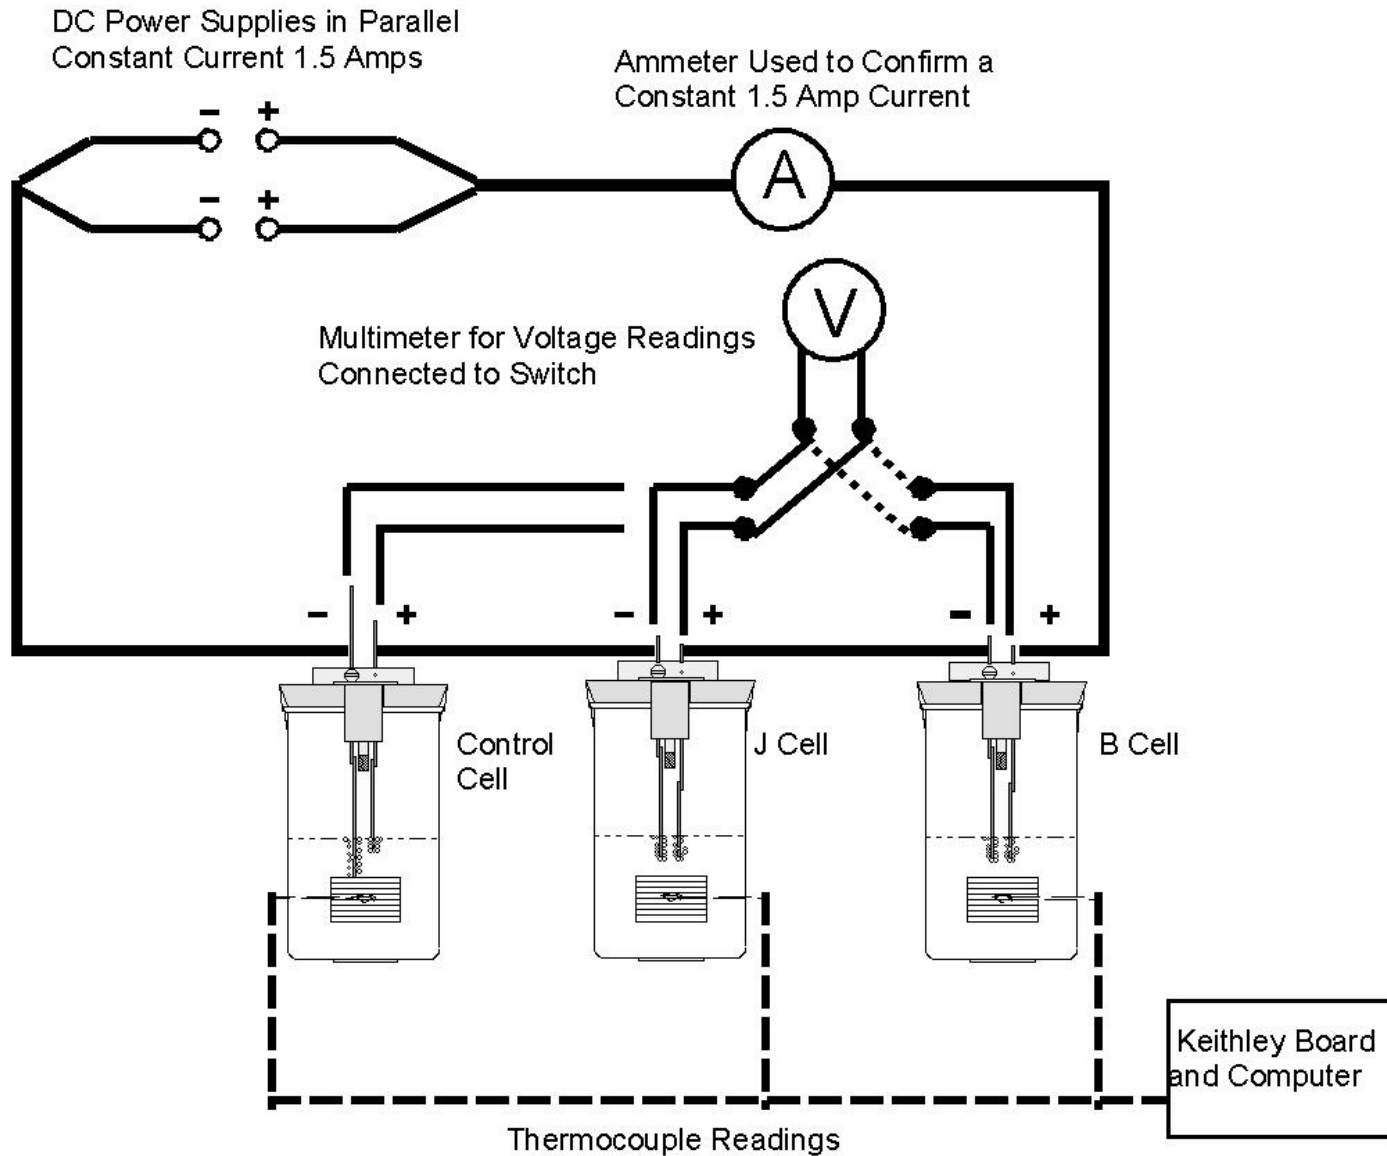 DC Power Supplies in Parallel
Constant Current 1.5 Amps
Ammeter Used to Confirm a
Constant 1.5 Amp Current
- +
A
- +
V
Multimeter for Voltage Readings
Connected to Switch
- + - + - +
Control
Cell
J Cell
B Cell
Keithley Board
and Computer
Thermocouple Readings